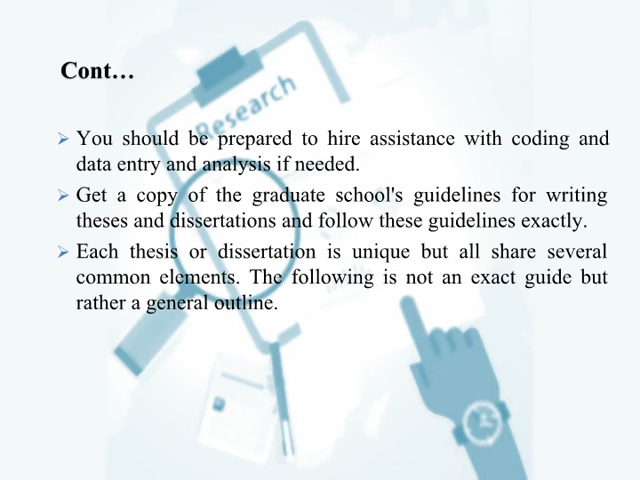 Cont…
Research
➢ You should be prepared to hire assistance with coding and
data entry and analysis if needed.
➢ Get a copy of the graduate school's guidelines for writing
theses and dissertations and follow these guidelines exactly.
➢ Each thesis or dissertation is unique but all share several
common elements. The following is not an exact guide but
rather a general outline.